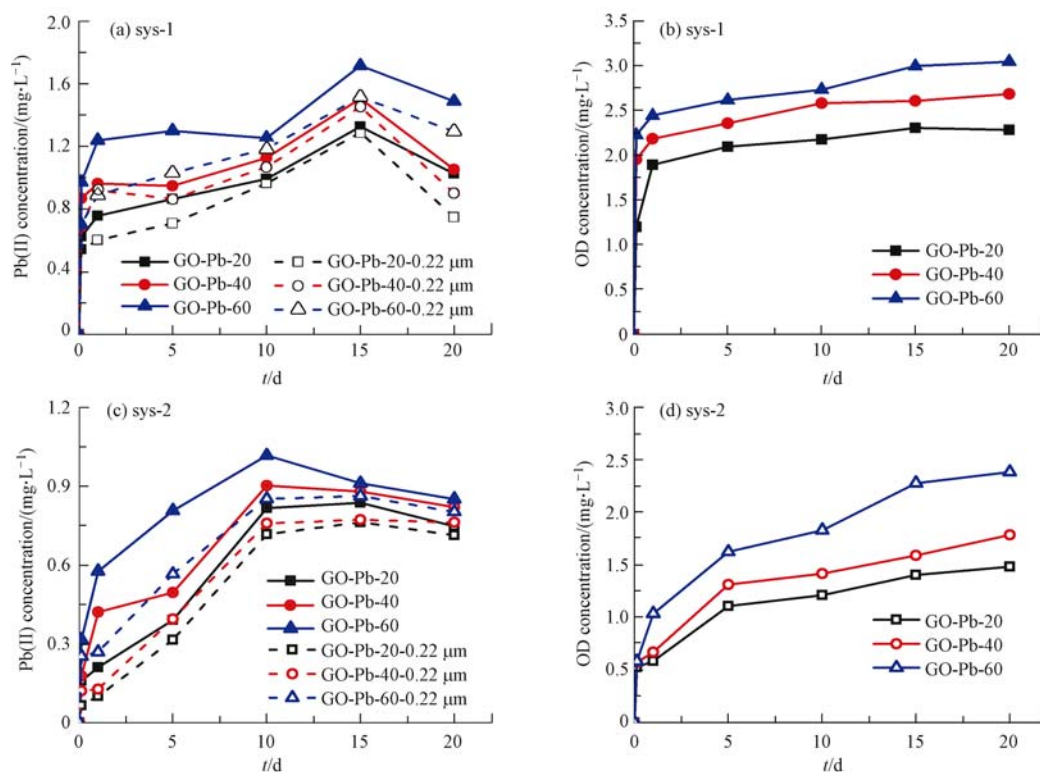 (a) sys-1
Pb(II) concentration/(mg·L⁻¹)
2.0
1.6
1.2
0.8
0.4
0
GO-Pb-20
GO-Pb-40
GO-Pb-60
GO-Pb-20-0.22 μm
GO-Pb-40-0.22 μm
GO-Pb-60-0.22 μm
0 5 10 15 20
t/d
(b) sys-1
OD concentration/(mg·L⁻¹)
3.5
3.0
2.5
2.0
1.5
1.0
0.5
0
GO-Pb-20
GO-Pb-40
GO-Pb-60
0 5 10 15 20
t/d
(c) sys-2
Pb(II) concentration/(mg·L⁻¹)
1.2
0.9
0.6
0.3
0
GO-Pb-20
GO-Pb-40
GO-Pb-60
GO-Pb-20-0.22 μm
GO-Pb-40-0.22 μm
GO-Pb-60-0.22 μm
0 5 10 15 20
t/d
(d) sys-2
OD concentration/(mg·L⁻¹)
3.0
2.5
2.0
1.5
1.0
0.5
0
GO-Pb-20
GO-Pb-40
GO-Pb-60
0 5 10 15 20
t/d